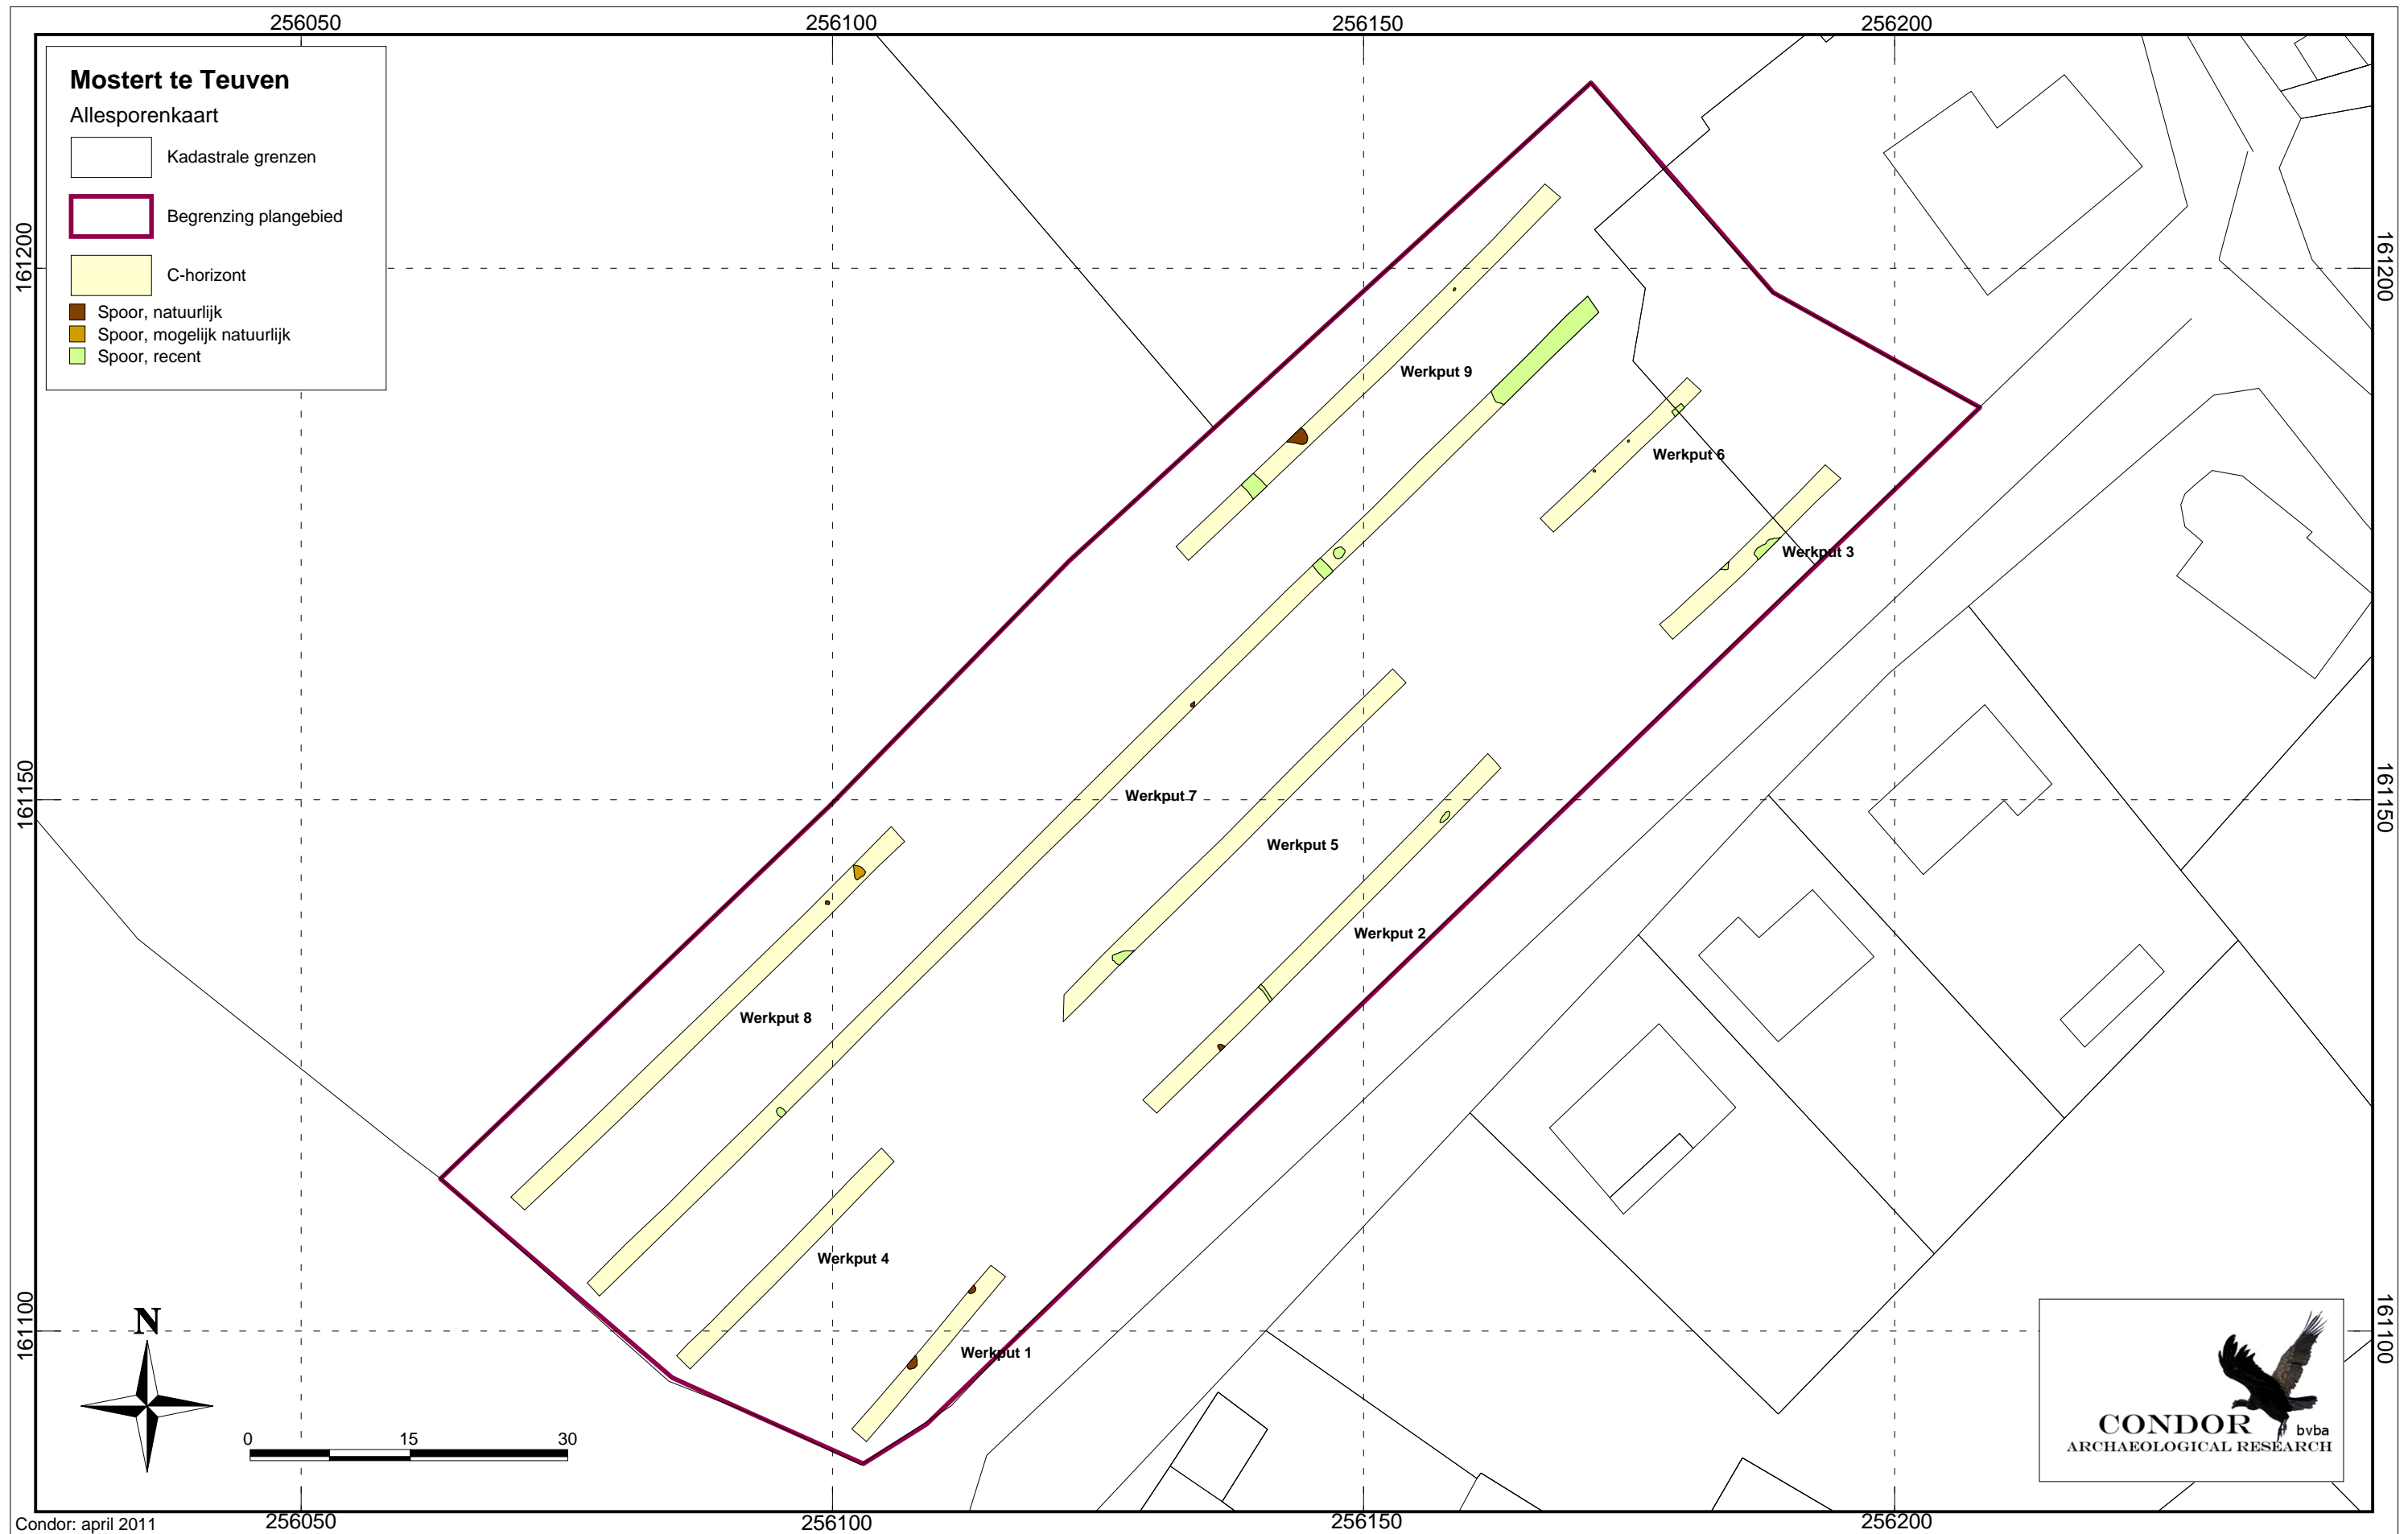 256050
256100
256150
256200
Mostert te Teuven
Allesporenkaart
Kadastrale grenzen
Begrenzing plangebied
C-horizont
Spoor, natuurlijk
Spoor, mogelijk natuurlijk
Spoor, recent
161200
161200
Werkput 9
Werkput 6
Werkput 3
161150
161150
Werkput 7
Werkput 5
Werkput 2
Werkput 8
Werkput 4
Werkput 1
161100
161100
N
0 15 30
CONDOR bvba
ARCHAEOLOGICAL RESEARCH
Condor: april 2011
256050
256100
256150
256200